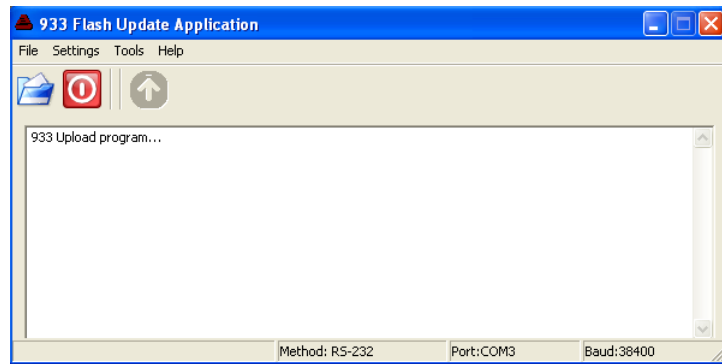 933 Flash Update Application
File Settings Tools Help
933 Upload program...
Method: RS-232 Port:COM3 Baud:38400